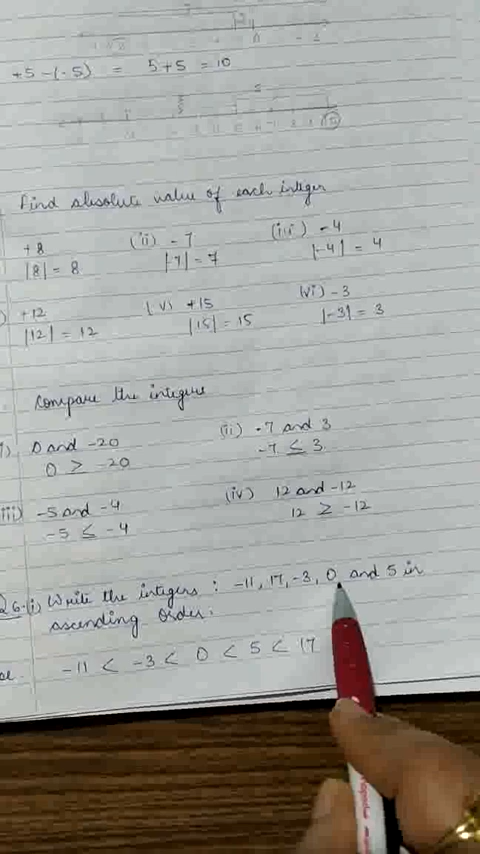 +5 -(-5) = 5+5 = 10
Find absolute value of each integer
+8 (ii) -7 (iii) -4
|8| = 8 |-7| = 7 |-4| = 4
+12 (v) +15 (vi) -3
|12| = 12 |15| = 15 |-3| = 3
Compare the integers
i) 0 and -20 (ii) -7 and 3
0 ≥ -20 -7 ≤ 3
iii) -5 and -4 (iv) 12 and -12
-5 ≤ -4 12 ≥ -12
Q6.(i) Write the integers : -11, 17, -3, 0 and 5 in
ascending order.
-11 < -3 < 0 < 5 < 17